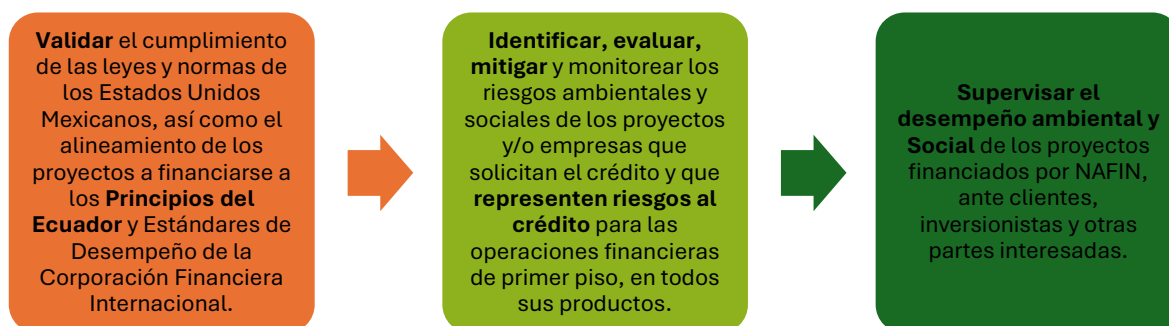 Validar el cumplimiento
de las leyes y normas de
los Estados Unidos
Mexicanos, así como el
alineamiento de los
proyectos a financiarse a
los Principios del
Ecuador y Estándares de
Desempeño de la
Corporación Financiera
Internacional.
Identificar, evaluar,
mitigar y monitorear los
riesgos ambientales y
sociales de los proyectos
y/o empresas que
solicitan el crédito y que
representen riesgos al
crédito para las
operaciones financieras
de primer piso, en todos
sus productos.
Supervisar el
desempeño ambiental y
Social de los proyectos
financiados por NAFIN,
ante clientes,
inversionistas y otras
partes interesadas.